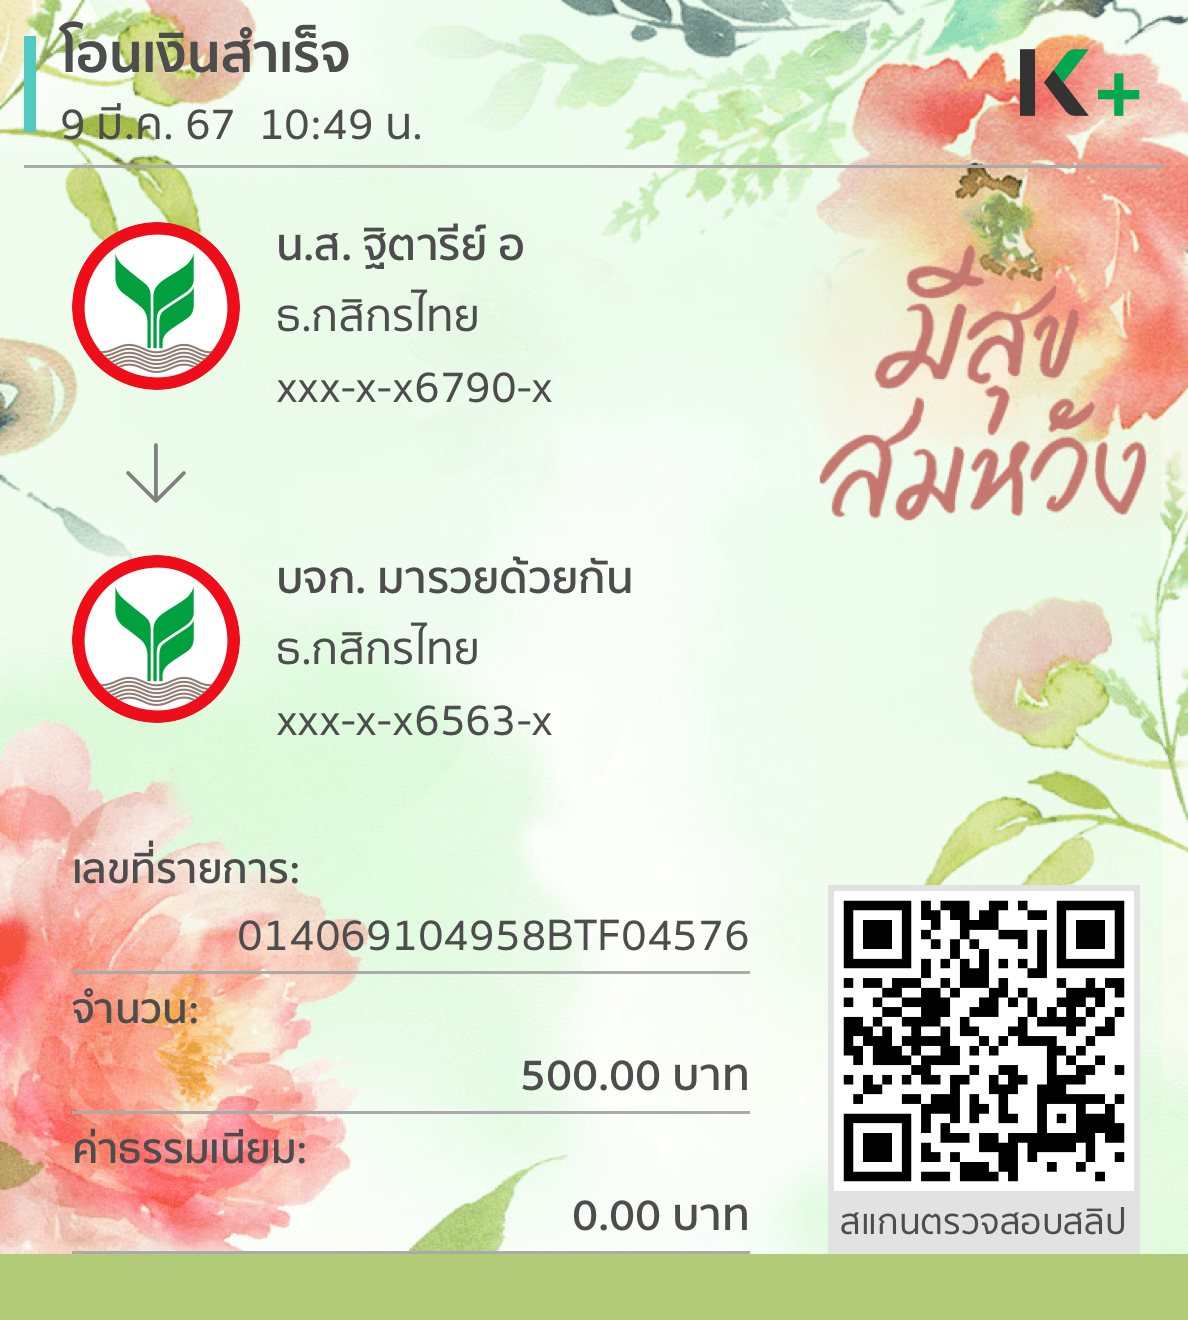 โอนเงินสำเร็จ
9 มี.ค. 67 10:49 น.
K+
น.ส. ฐิตารีย์ อ
ธ.กสิกรไทย
xxx-x-x6790-x
มีสุข
สมหวัง
บจก. มารวยด้วยกัน
ธ.กสิกรไทย
xxx-x-x6563-x
เลขที่รายการ:
014069104958BTF04576
จำนวน:
500.00 บาท
ค่าธรรมเนียม:
0.00 บาท
สแกนตรวจสอบสลิป